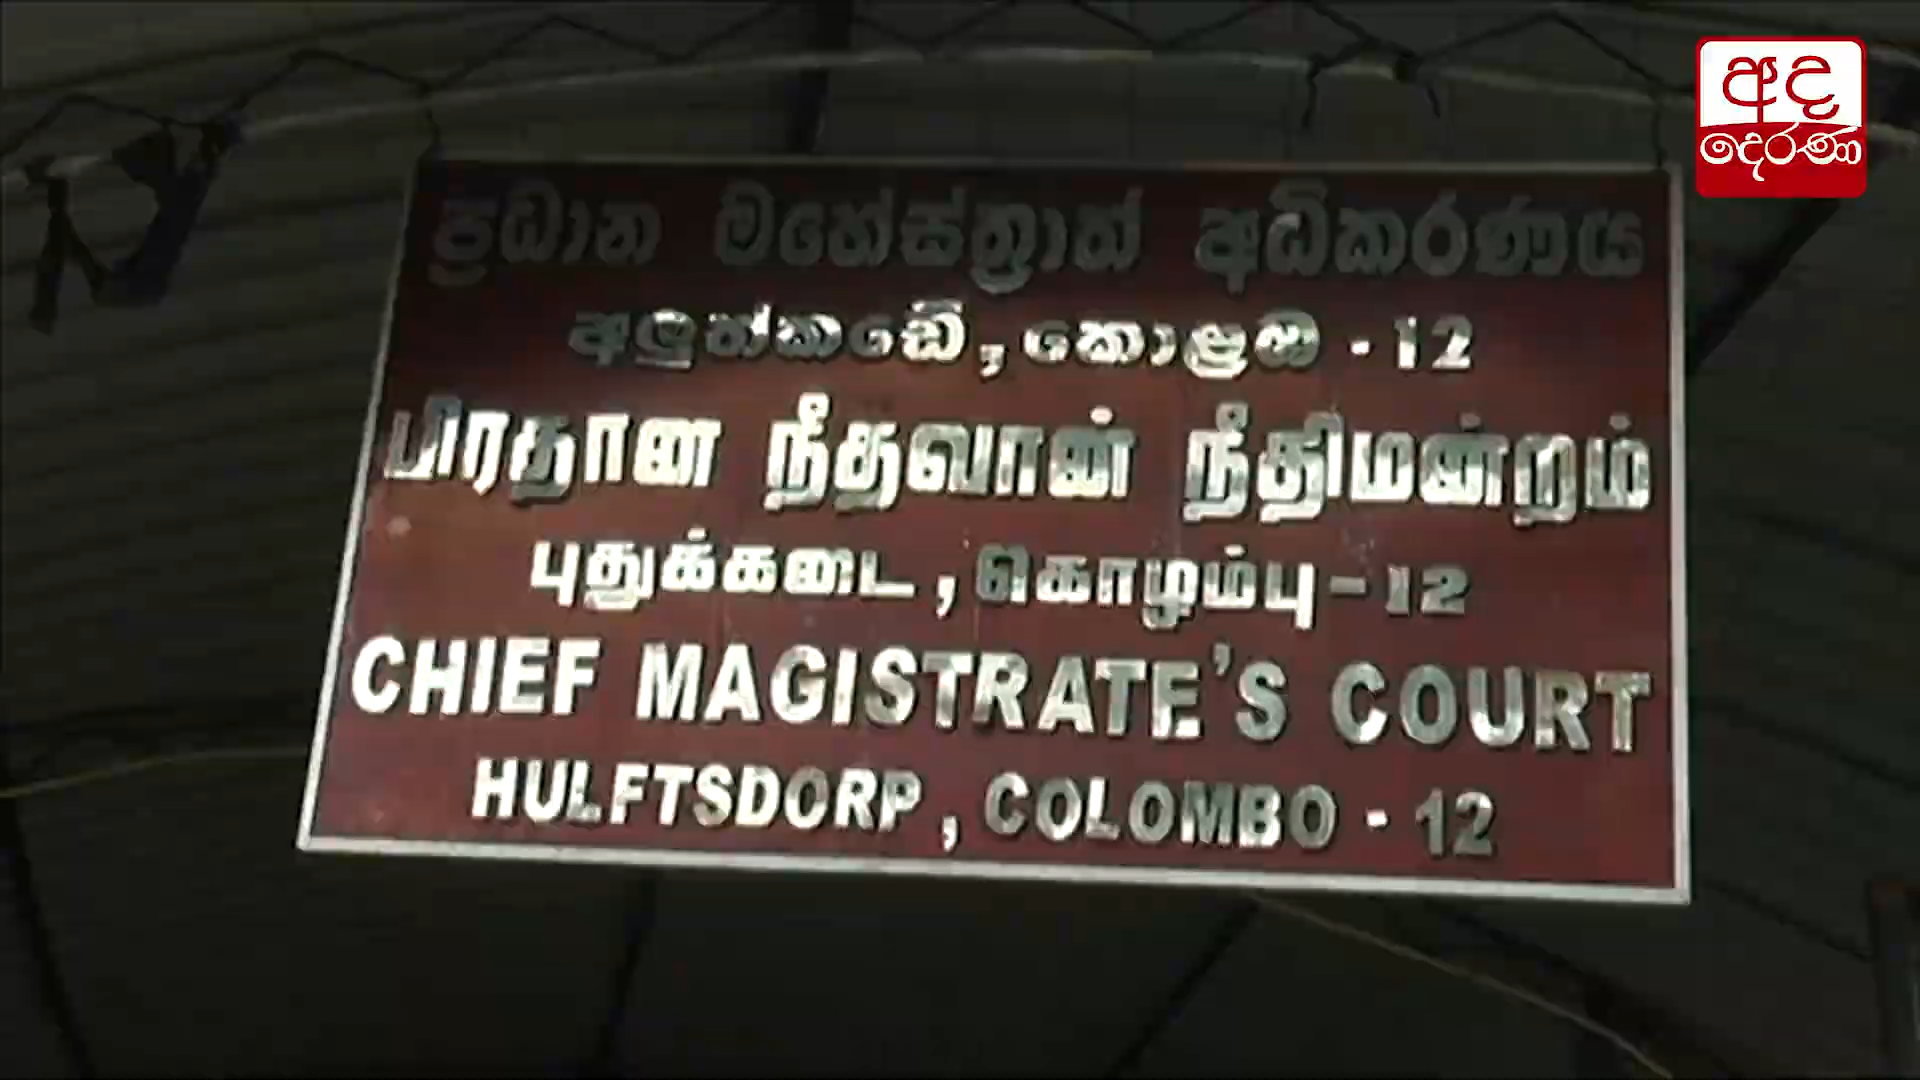 අද
දෙරණ
ප්‍රධාන මහේස්ත්‍රාත් අධිකරණය
අලුත්කඩේ, කොළඹ - 12
பிரதான நீதவான் நீதிமன்றம்
புதுக்கடை, கொழும்பு - 12
CHIEF MAGISTRATE'S COURT
HULFTSDORP, COLOMBO - 12